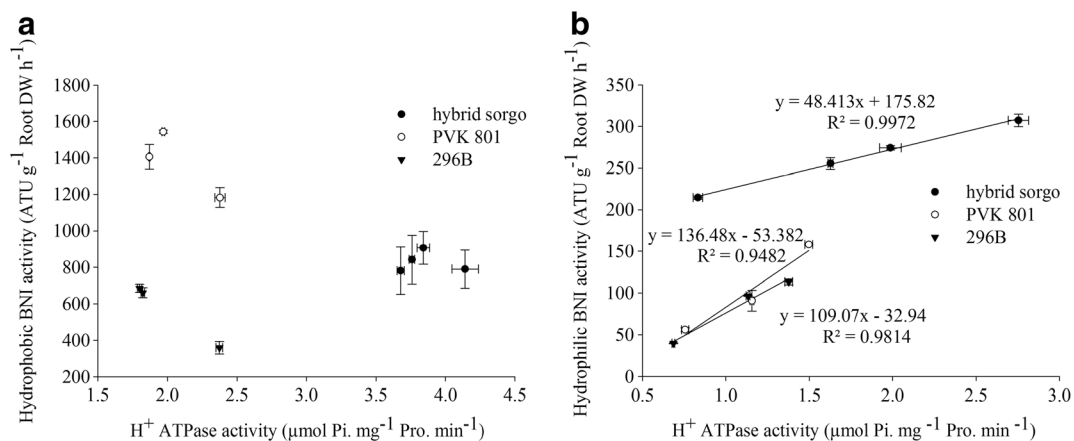 a
Hydrophobic BNI activity (ATU g⁻¹ Root DW h⁻¹)
1800
1600
1400
1200
1000
800
600
400
200
1.5 2.0 2.5 3.0 3.5 4.0 4.5
H⁺ ATPase activity (µmol Pi. mg⁻¹ Pro. min⁻¹)
hybrid sorgo
PVK 801
296B
b
Hydrophilic BNI activity (ATU g⁻¹ Root DW h⁻¹)
350
300
250
200
150
100
50
0
0.5 1.0 1.5 2.0 2.5 3.0
H⁺ ATPase activity (µmol Pi. mg ⁻¹ Pro. min⁻¹)
y = 48.413x + 175.82
R² = 0.9972
hybrid sorgo
PVK 801
296B
y = 136.48x - 53.382
R² = 0.9482
y = 109.07x - 32.94
R² = 0.9814